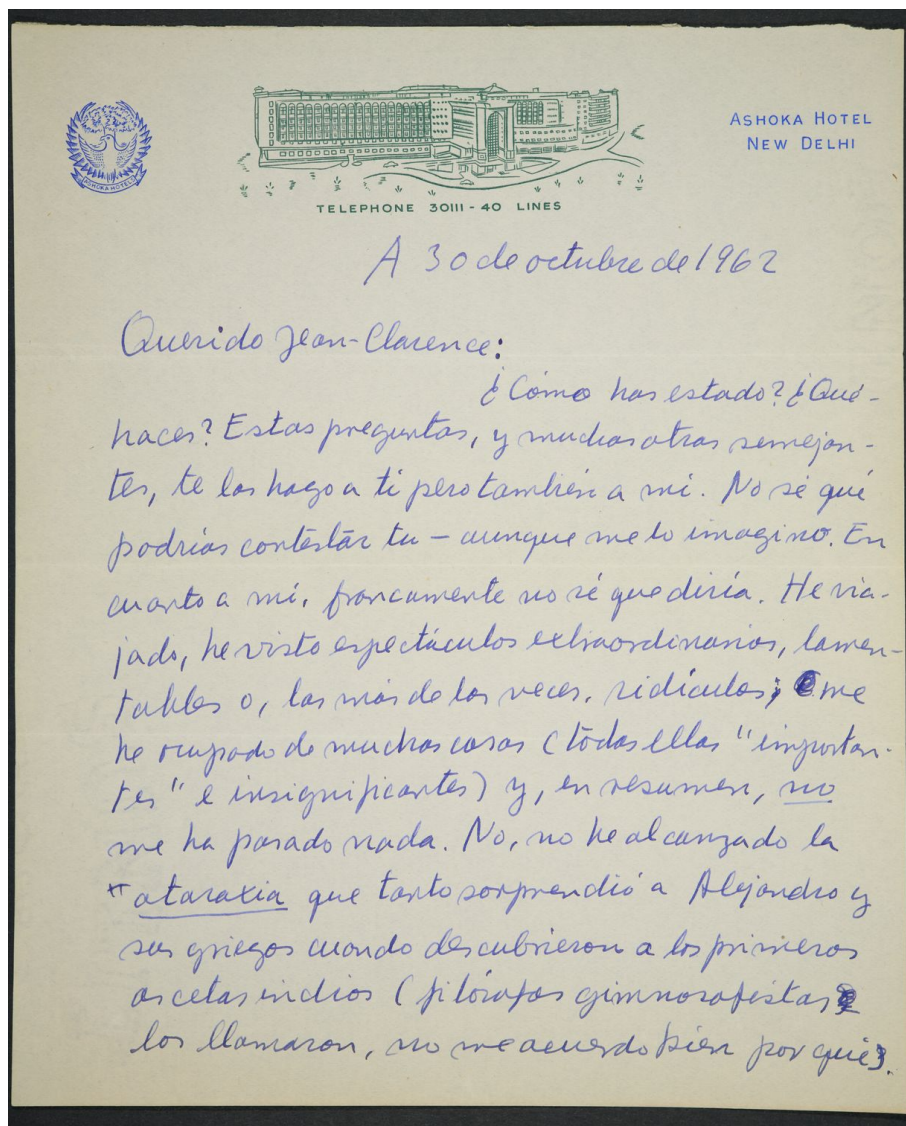 ASHOKA HOTELS
ASHOKA HOTEL
NEW DELHI
TELEPHONE 30111 - 40 LINES
A 30 de octubre de 1962
Querido Jean-Clarence:
¿Cómo has estado? ¿Qué
haces? Estas preguntas, y muchas otras semejan-
tes, te las hago a ti pero también a mí. No sé qué
podrías contestar tu — aunque me lo imagino. En
cuanto a mí, francamente no sé que diría. He via-
jado, he visto espectáculos extraordinarios, lamen-
tables o, las más de las veces, ridículos; me
he ocupado de muchas cosas (todas ellas "importan-
tes" e insignificantes) y, en resumen, no
me ha pasado nada. No, no he alcanzado la
ataraxia que tanto sorprendió a Alejandro y
sus griegos cuando descubrieron a los primeros
ascetas indios (filósofos gimnosofistas
los llamaron, no me acuerdo bien por qué).